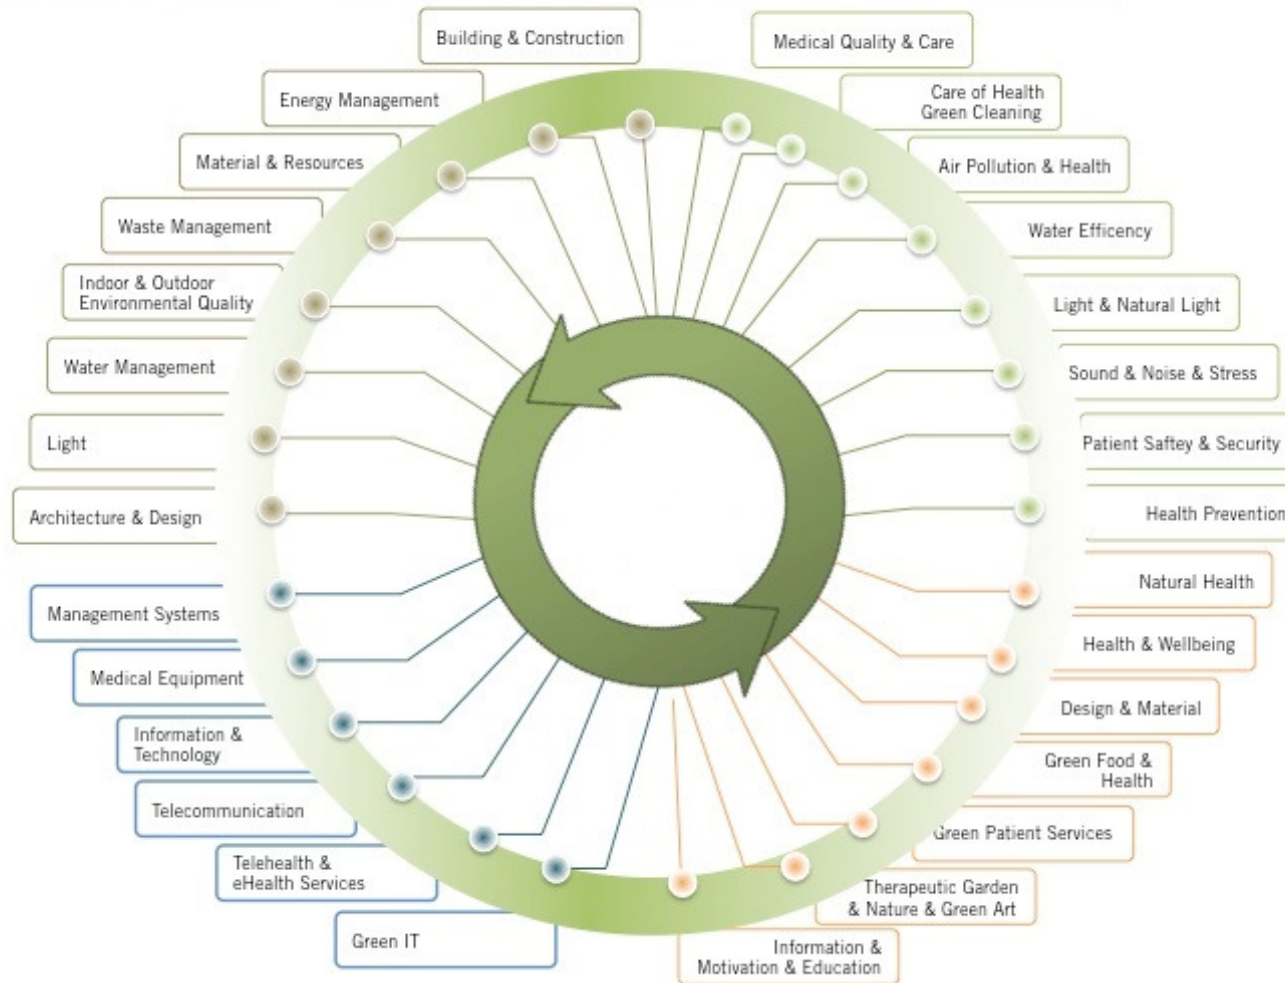 Building & Construction
Medical Quality & Care
Energy Management
Care of Health
Green Cleaning
Material & Resources
Air Pollution & Health
Waste Management
Water Efficency
Indoor & Outdoor
Environmental Quality
Light & Natural Light
Water Management
Sound & Noise & Stress
Light
Patient Saftey & Security
Architecture & Design
Health Prevention
Management Systems
Natural Health
Medical Equipment
Health & Wellbeing
Information &
Technology
Design & Material
Telecommunication
Green Food &
Health
Telehealth &
eHealth Services
Green Patient Services
Green IT
Therapeutic Garden
& Nature & Green Art
Information &
Motivation & Education